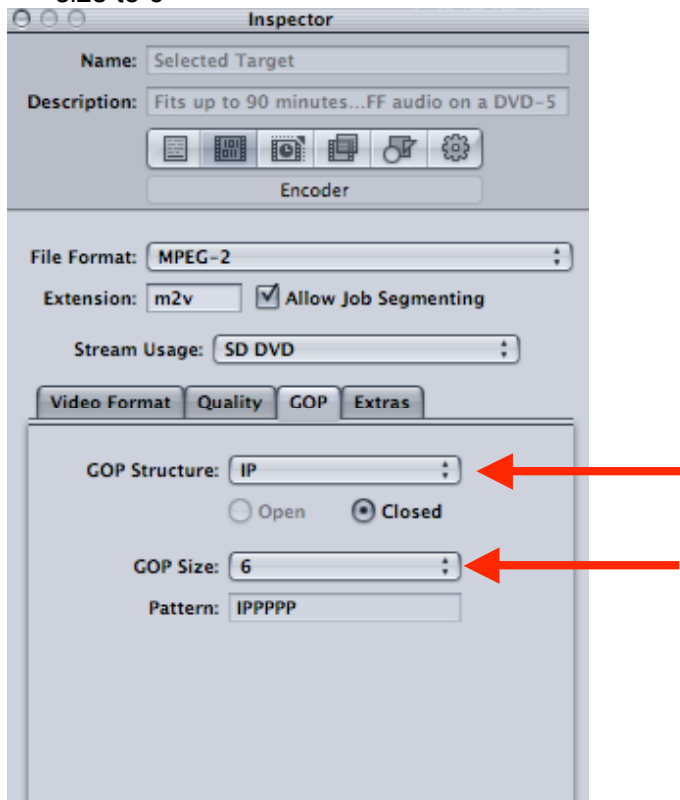 Inspector
Name: Selected Target
Description: Fits up to 90 minutes...FF audio on a DVD-5
Encoder
File Format: MPEG-2
Extension: m2v Allow Job Segmenting
Stream Usage: SD DVD
Video Format Quality GOP Extras
GOP Structure: IP
Open Closed
GOP Size: 6
Pattern: IPPPPP